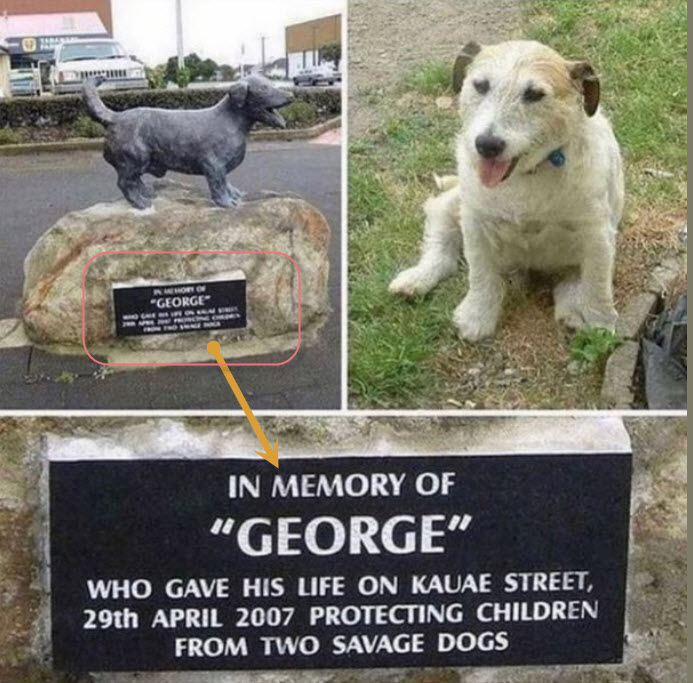 IN MEMORY OF
"GEORGE"
WHO GAVE HIS LIFE ON KAUAE STREET,
29th APRIL 2007 PROTECTING CHILDREN
FROM TWO SAVAGE DOGS
IN MEMORY OF
"GEORGE"
WHO GAVE HIS LIFE ON KAUAE STREET,
29th APRIL 2007 PROTECTING CHILDREN
FROM TWO SAVAGE DOGS